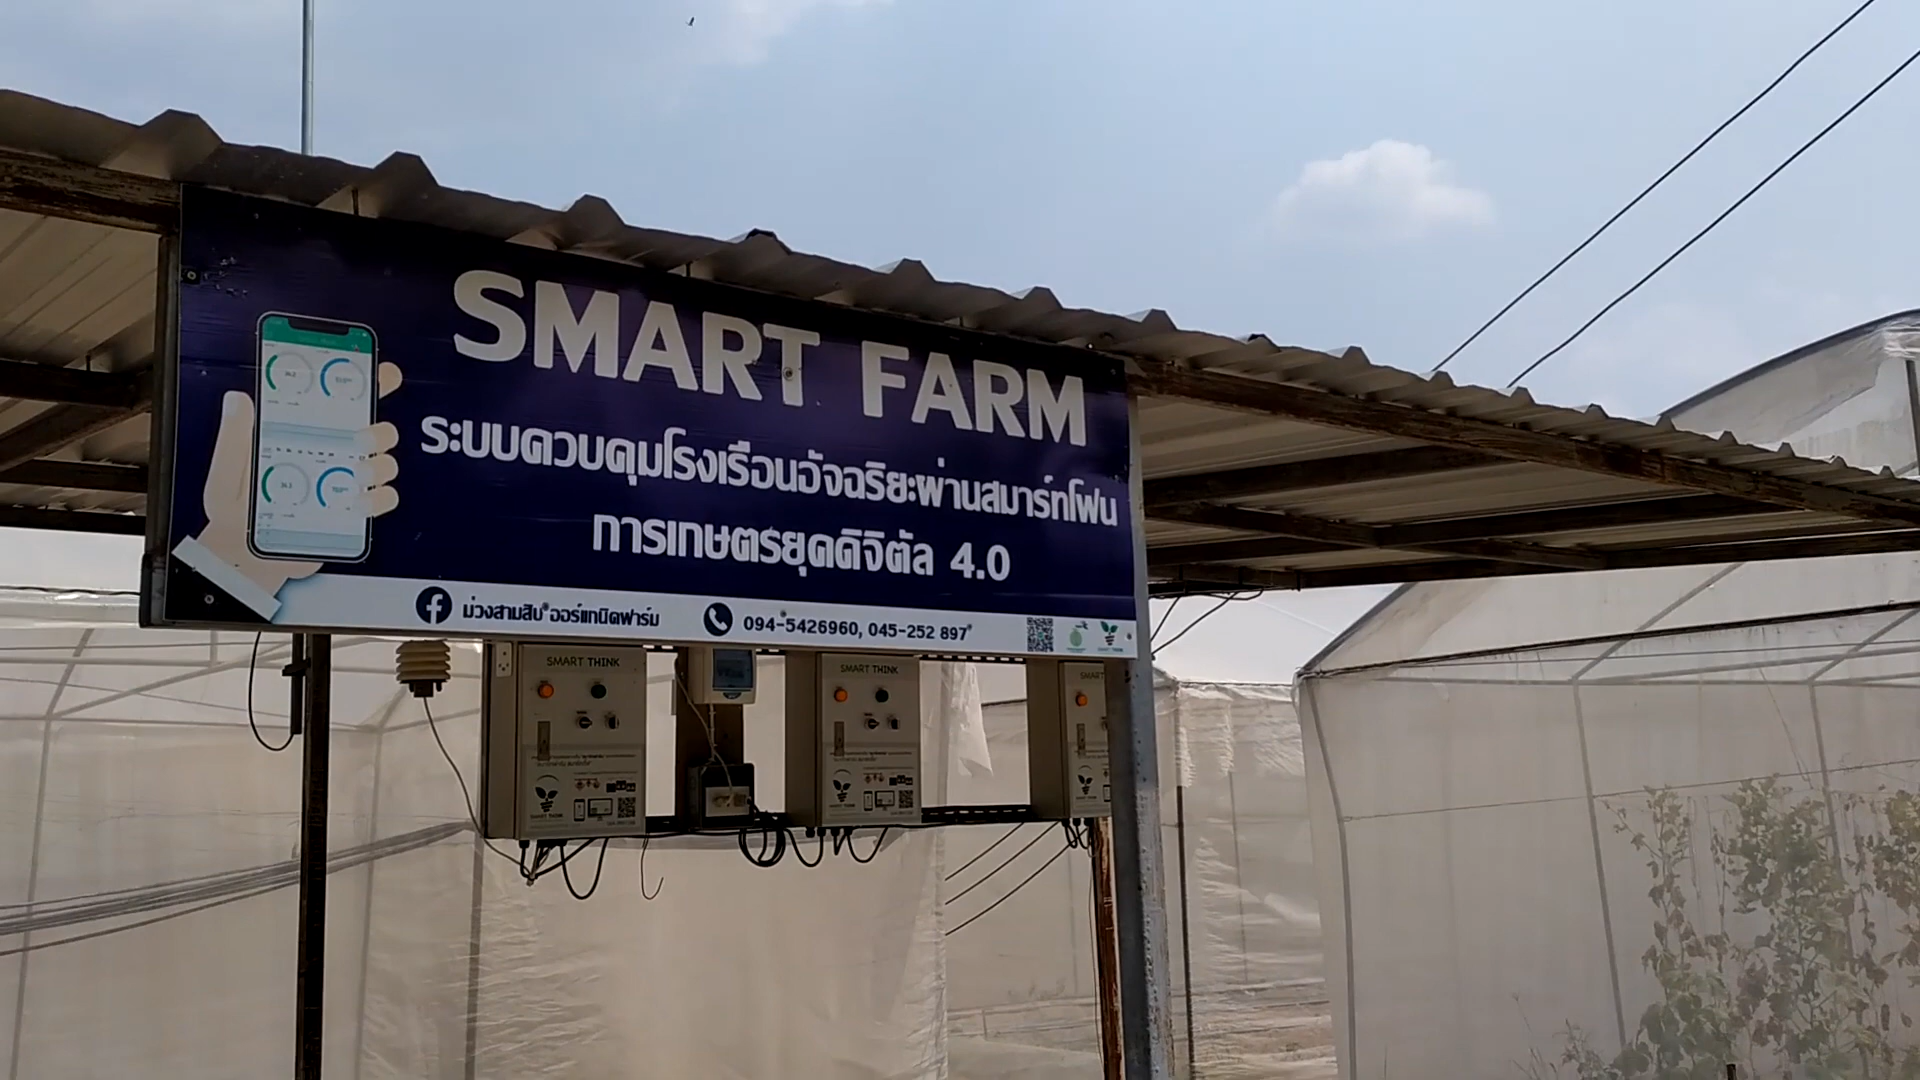 SMART FARM
ระบบควบคุมโรงเรือนอัจฉริยะผ่านสมาร์ทโฟน
การเกษตรยุคดิจิตัล 4.0
ม่วงสามสิบ ออร์แกนิคฟาร์ม
094-5426960, 045-252 897
SMART THINK
SMART THINK
SMART
SMART THINK